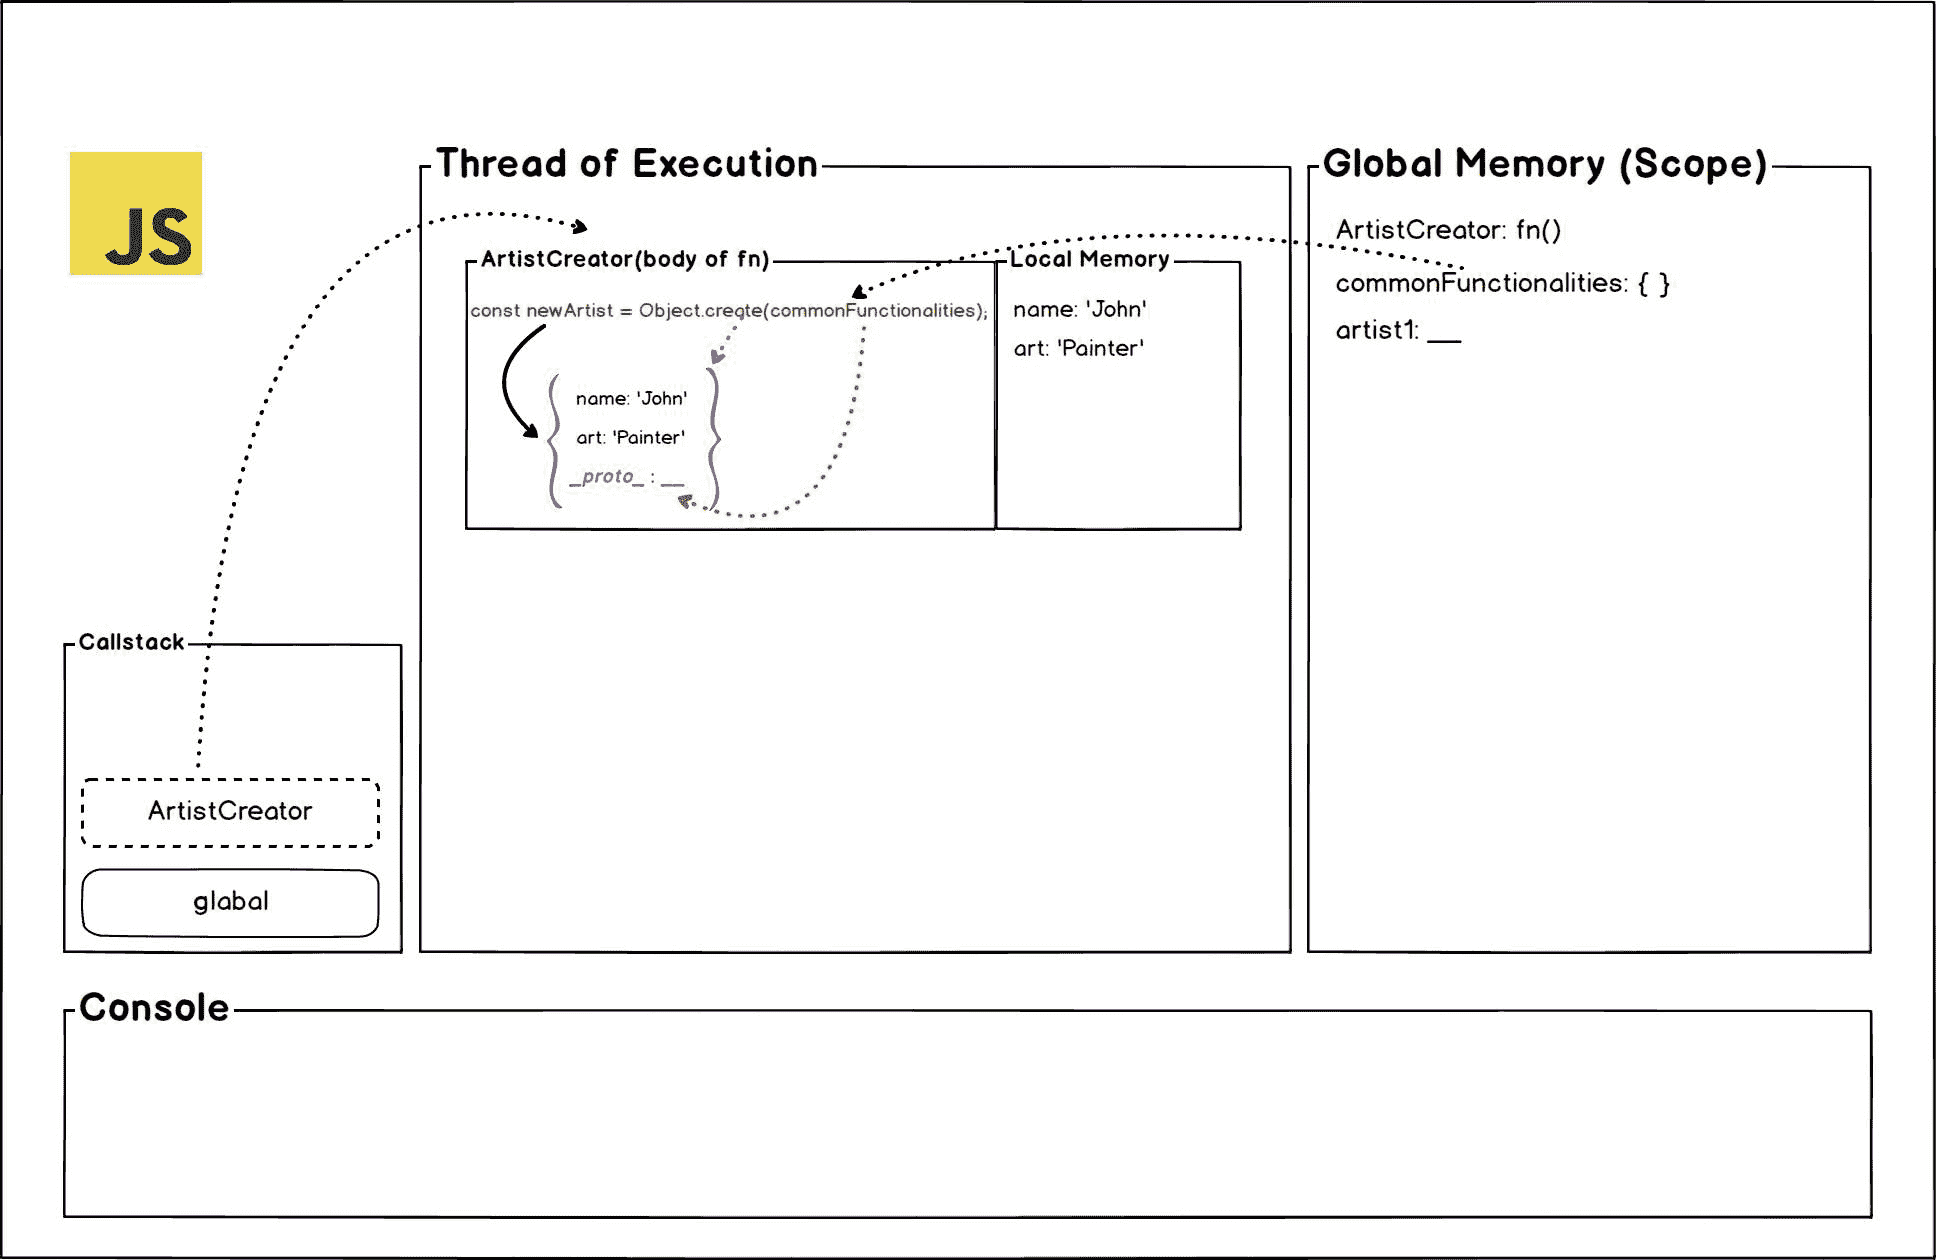 JS
Thread of Execution
ArtistCreator(body of fn)
const newArtist = Object.create(commonFunctionalities);
name: 'John'
art: 'Painter'
_proto_ : __
Local Memory
name: 'John'
art: 'Painter'
Global Memory (Scope)
ArtistCreator: fn()
commonFunctionalities: { }
artist1: __
Callstack
ArtistCreator
glabal
Console